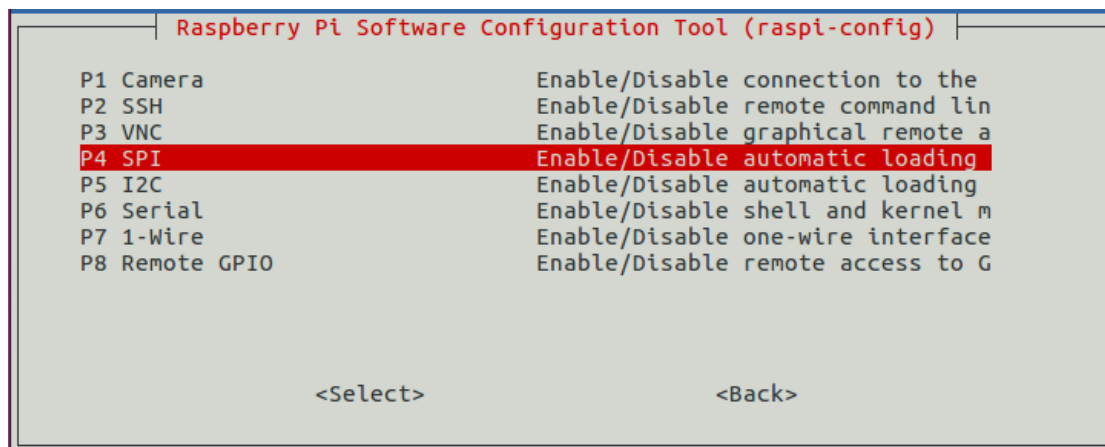 Raspberry Pi Software Configuration Tool (raspi-config)
P1 Camera Enable/Disable connection to the
P2 SSH Enable/Disable remote command lin
P3 VNC Enable/Disable graphical remote a
P4 SPI Enable/Disable automatic loading
P5 I2C Enable/Disable automatic loading
P6 Serial Enable/Disable shell and kernel m
P7 1-Wire Enable/Disable one-wire interface
P8 Remote GPIO Enable/Disable remote access to G
<Select> <Back>